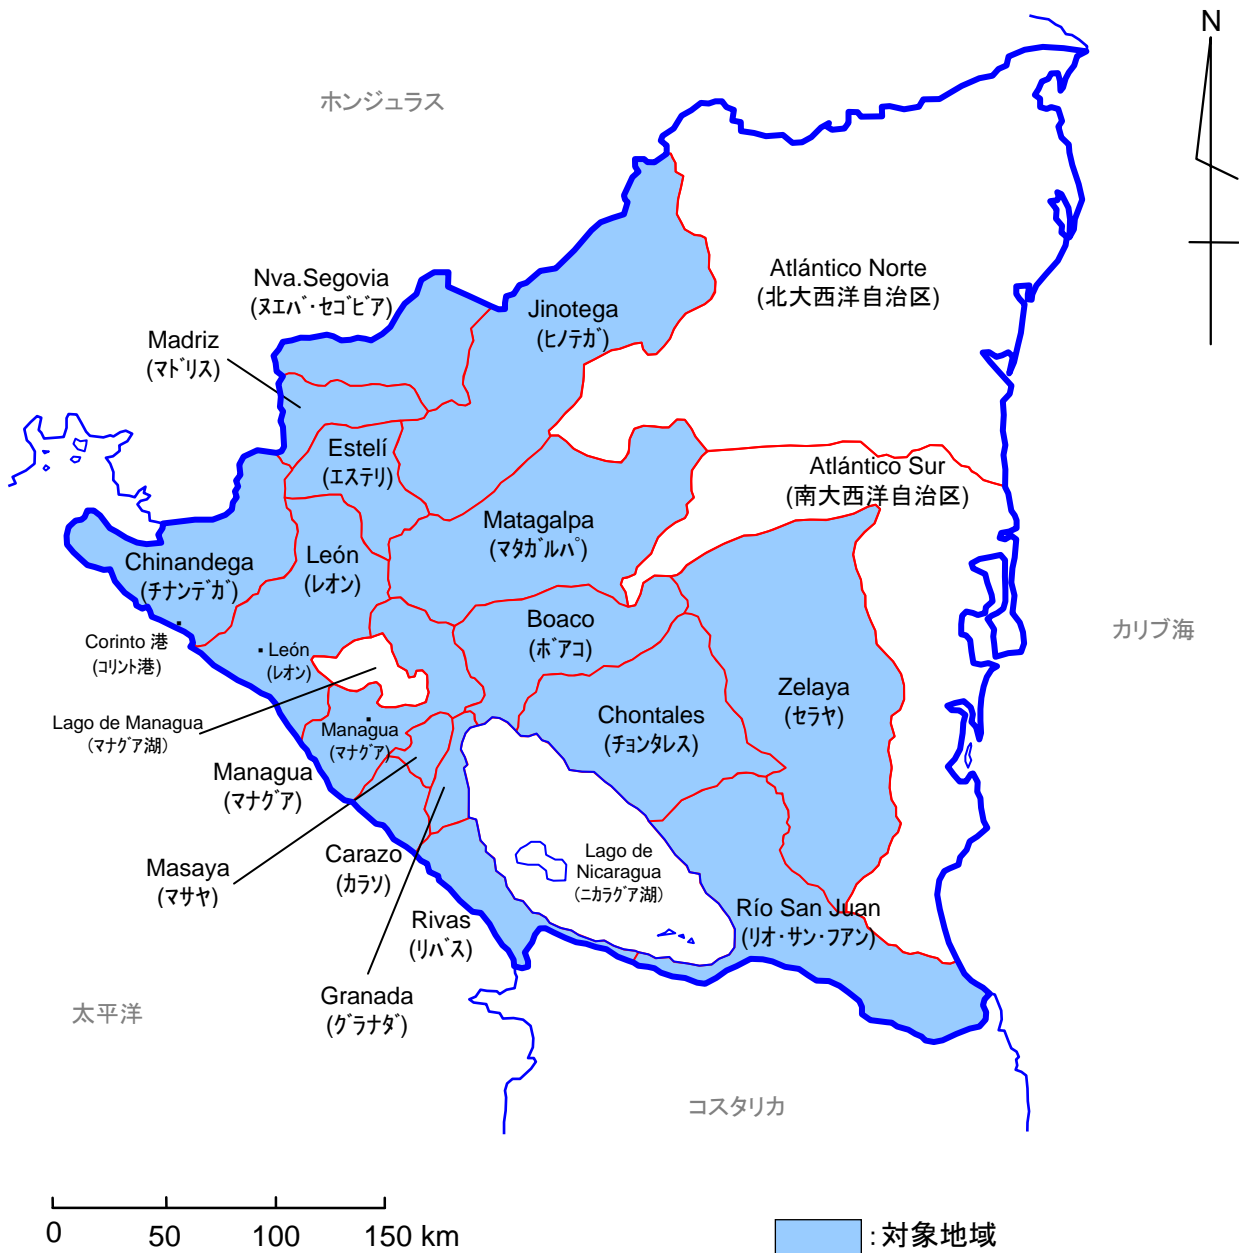 N
ホンジュラス
Atlántico Norte
(北大西洋自治区)
Nva.Segovia
(ﾇｴﾊﾞ･ｾｺﾞﾋﾞｱ)
Jinotega
(ﾋﾉﾃｶﾞ)
Madriz
(ﾏﾄﾞﾘｽ)
Estelí
(ｴｽﾃﾘ)
Atlántico Sur
(南大西洋自治区)
Matagalpa
(ﾏﾀｶﾞﾙﾊﾟ)
Chinandega
(ﾁﾅﾝﾃﾞｶﾞ)
León
(ﾚｵﾝ)
Boaco
(ﾎﾞｱｺ)
カリブ海
Corinto 港
(ｺﾘﾝﾄ港)
León
(ﾚｵﾝ)
Zelaya
(ｾﾗﾔ)
Lago de Managua
(ﾏﾅｸﾞｱ湖)
Managua
(ﾏﾅｸﾞｱ)
Chontales
(ﾁｮﾝﾀﾚｽ)
Managua
(ﾏﾅｸﾞｱ)
Masaya
(ﾏｻﾔ)
Carazo
(ｶﾗｿ)
Lago de
Nicaragua
(ﾆｶﾗｸﾞｱ湖)
Rivas
(ﾘﾊﾞｽ)
Río San Juan
(ﾘｵ･ｻﾝ･ﾌｱﾝ)
Granada
(ｸﾞﾗﾅﾀﾞ)
太平洋
コスタリカ
0 50 100 150 km
: 対象地域